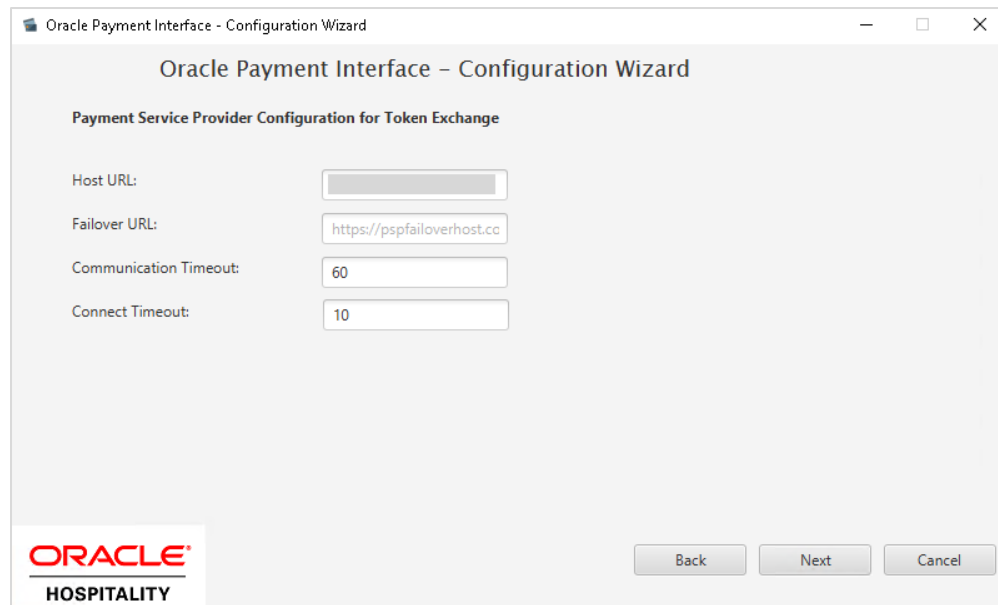 Oracle Payment Interface - Configuration Wizard
Oracle Payment Interface – Configuration Wizard
Payment Service Provider Configuration for Token Exchange
Host URL:
Failover URL: https://pspfailoverhost.co
Communication Timeout: 60
Connect Timeout: 10
ORACLE®
HOSPITALITY
Back Next Cancel